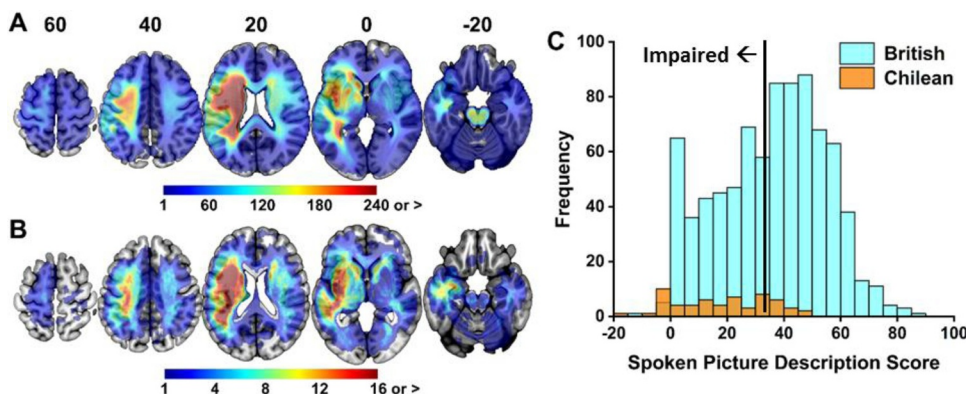 A 60 40 20 0 -20
1 60 120 180 240 or >
B
1 4 8 12 16 or >
C
Impaired ←
British
Chilean
100
80
60
40
20
0
Frequency
-20 0 20 40 60 80 100
Spoken Picture Description Score